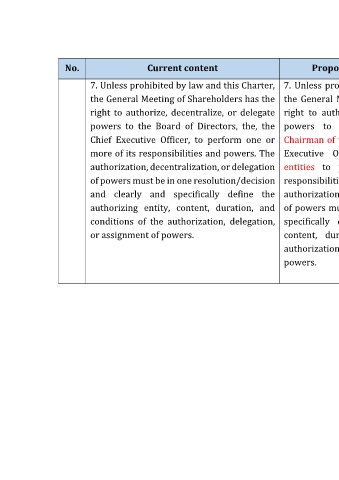 No. Current content Propo
7. Unless prohibited by law and this Charter,
the General Meeting of Shareholders has the
right to authorize, decentralize, or delegate
powers to the Board of Directors, the, the
Chief Executive Officer, to perform one or
more of its responsibilities and powers. The
authorization, decentralization, or delegation
of powers must be in one resolution/decision
and clearly and specifically define the
authorizing entity, content, duration, and
conditions of the authorization, delegation,
or assignment of powers.
7. Unless pro
the General
right to auth
powers to
Chairman of
Executive O
entities to
responsibiliti
authorization
of powers mu
specifically
content, dur
authorization
powers.